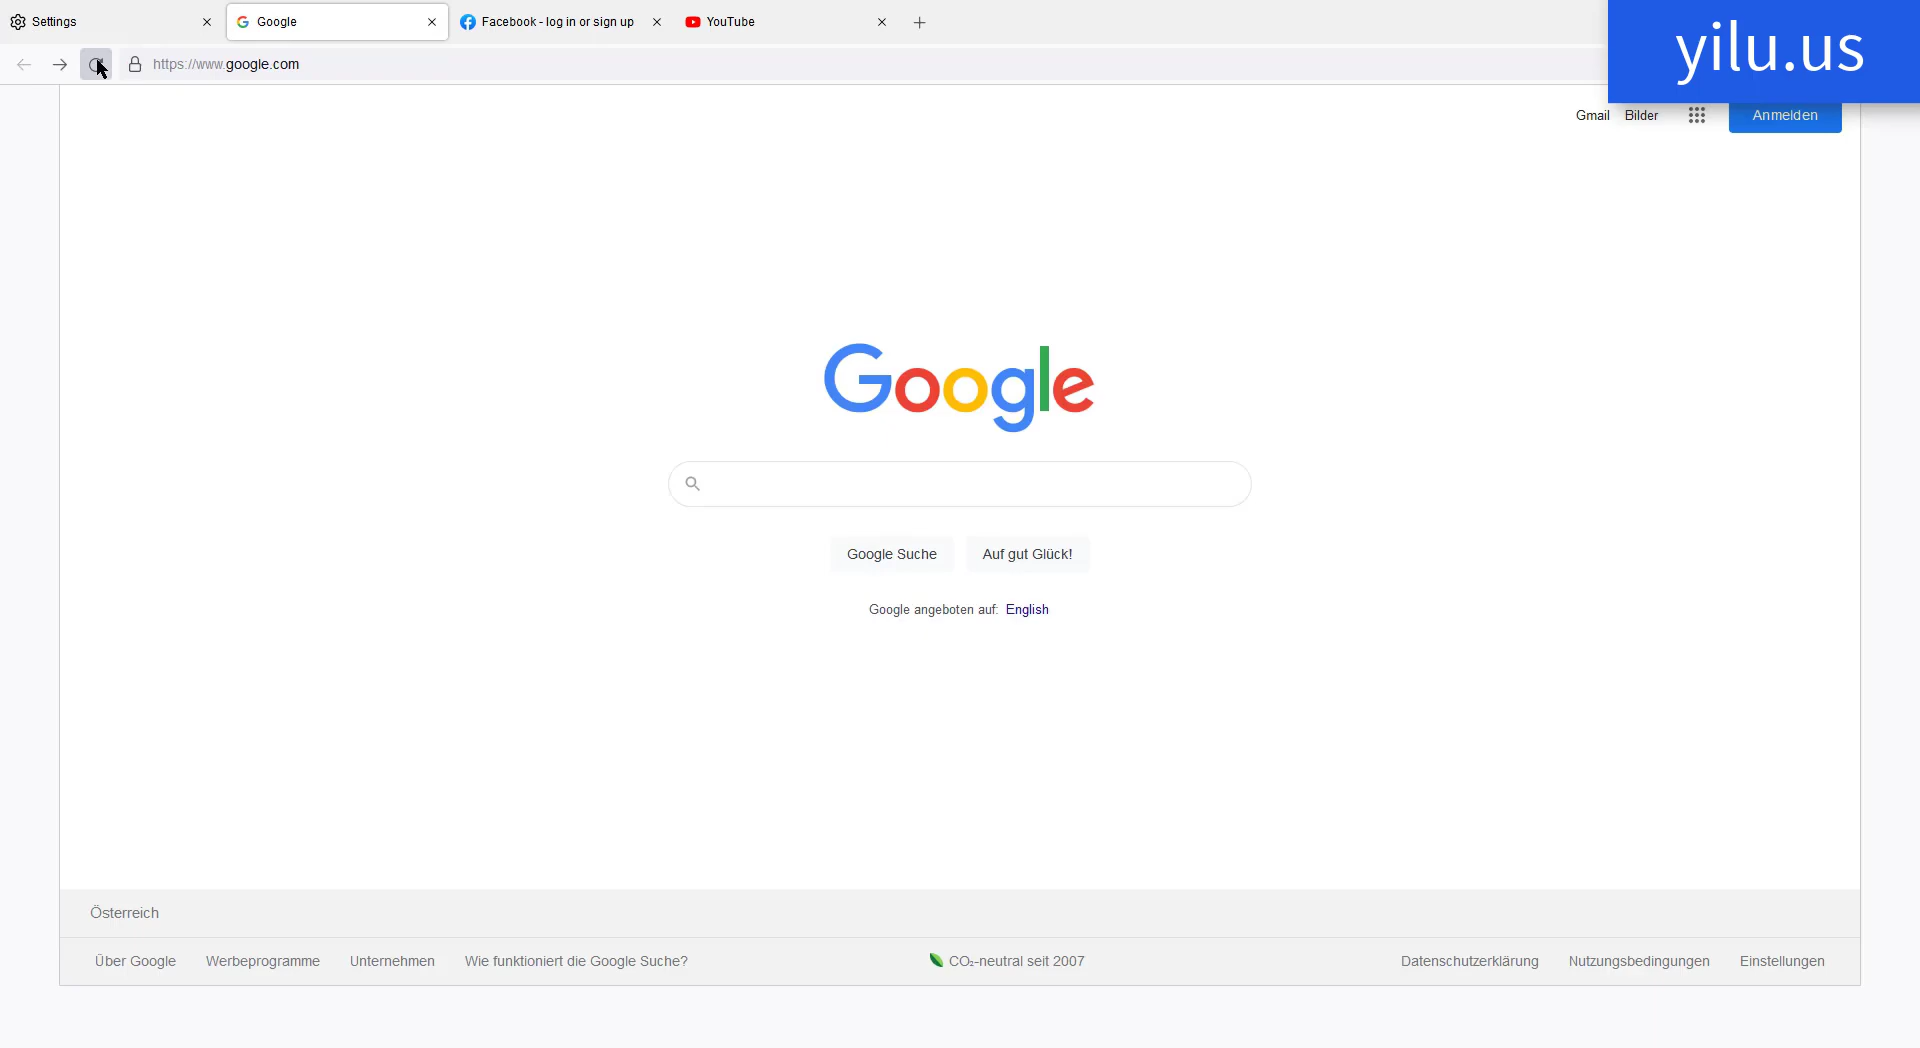 Settings
Google
Facebook - log in or sign up
YouTube
yilu.us
https://www.google.com
Gmail
Bilder
Anmelden
Google
Google Suche
Auf gut Glück!
Google angeboten auf: English
Österreich
Über Google
Werbeprogramme
Unternehmen
Wie funktioniert die Google Suche?
CO₂-neutral seit 2007
Datenschutzerklärung
Nutzungsbedingungen
Einstellungen